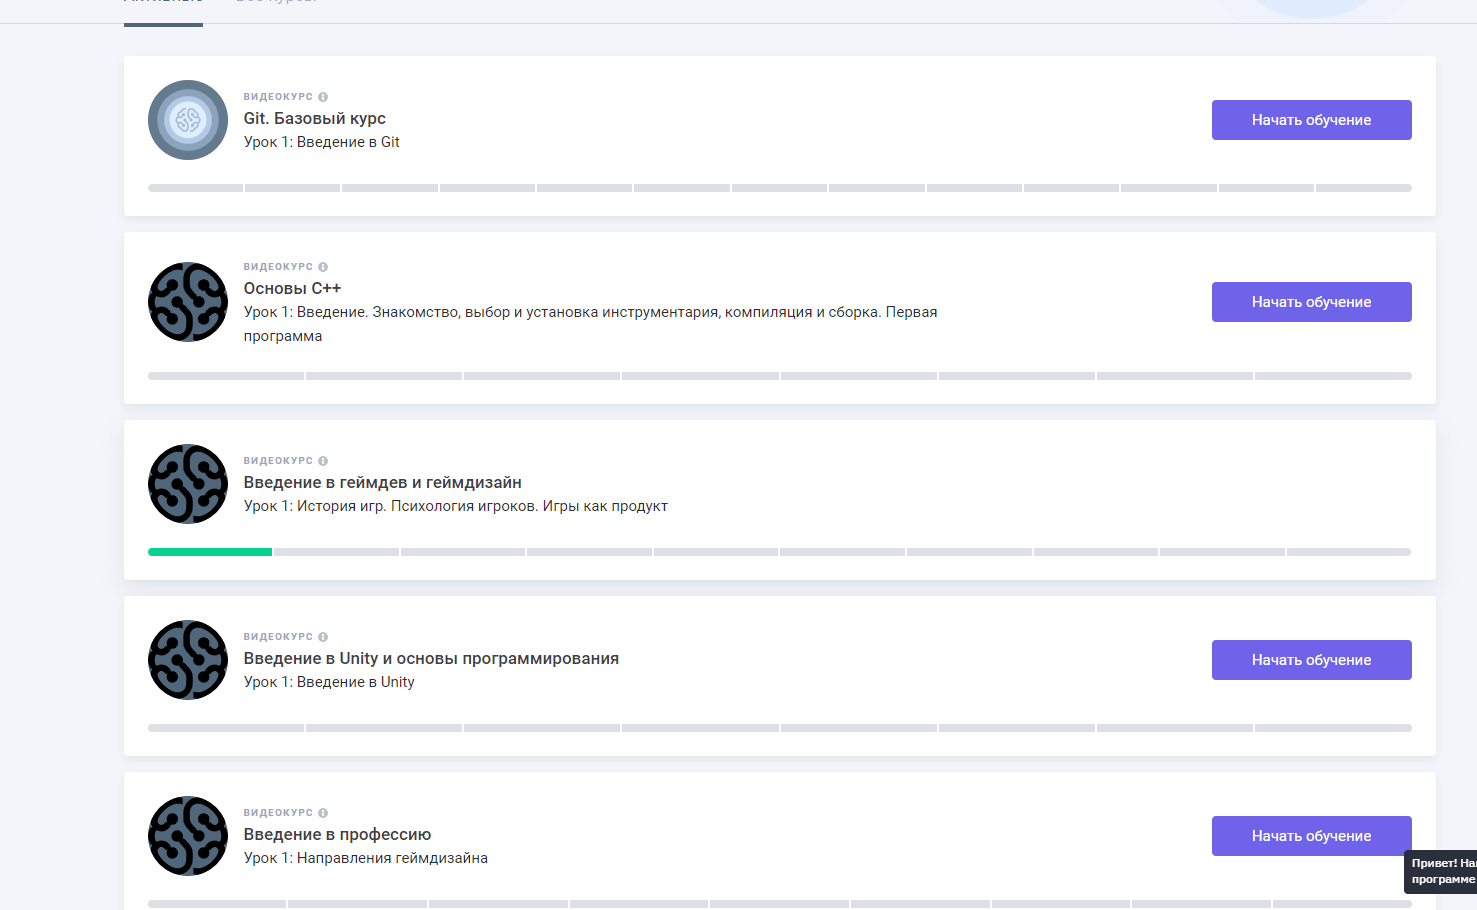 ВИДЕОКУРС
Git. Базовый курс
Урок 1: Введение в Git
Начать обучение
ВИДЕОКУРС
Основы C++
Урок 1: Введение. Знакомство, выбор и установка инструментария, компиляция и сборка. Первая
программа
Начать обучение
ВИДЕОКУРС
Введение в геймдев и геймдизайн
Урок 1: История игр. Психология игроков. Игры как продукт
ВИДЕОКУРС
Введение в Unity и основы программирования
Урок 1: Введение в Unity
Начать обучение
ВИДЕОКУРС
Введение в профессию
Урок 1: Направления геймдизайна
Начать обучение
Привет!
программе